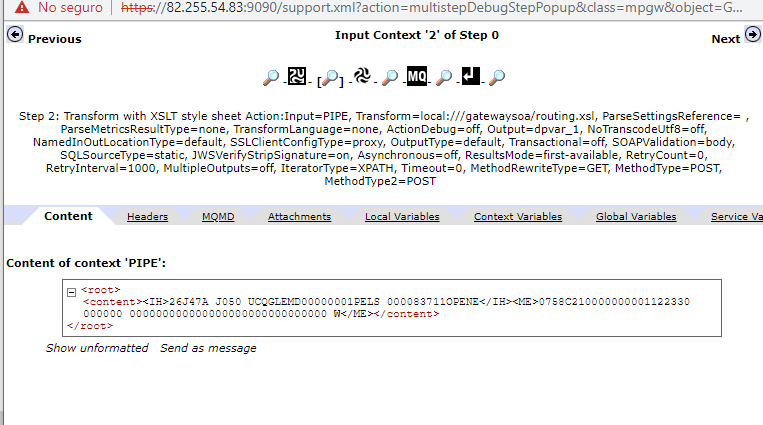 No seguro https://82.255.54.83:9090/support.xml?action=multistepDebugStepPopup&class=mpgw&object=G...
Previous
Input Context '2' of Step 0
Next
[ ] MQ
Step 2: Transform with XSLT style sheet Action:Input=PIPE, Transform=local:///gatewaysoa/routing.xsl, ParseSettingsReference= ,
ParseMetricsResultType=none, TransformLanguage=none, ActionDebug=off, Output=dpvar_1, NoTranscodeUtf8=off,
NamedInOutLocationType=default, SSLClientConfigType=proxy, OutputType=default, Transactional=off, SOAPValidation=body,
SQLSourceType=static, JWSVerifyStripSignature=on, Asynchronous=off, ResultsMode=first-available, RetryCount=0,
RetryInterval=1000, MultipleOutputs=off, IteratorType=XPATH, Timeout=0, MethodRewriteType=GET, MethodType=POST,
MethodType2=POST
Content Headers MQMD Attachments Local Variables Context Variables Global Variables Service Va
Content of context 'PIPE':
<root>
<content><IH>26J47A J050 UCQGLEMD00000001PELS 000083711OPENE</IH><ME>0758C210000000001122330
000000 00000000000000000000000000000 W</ME></content>
</root>
Show unformatted Send as message